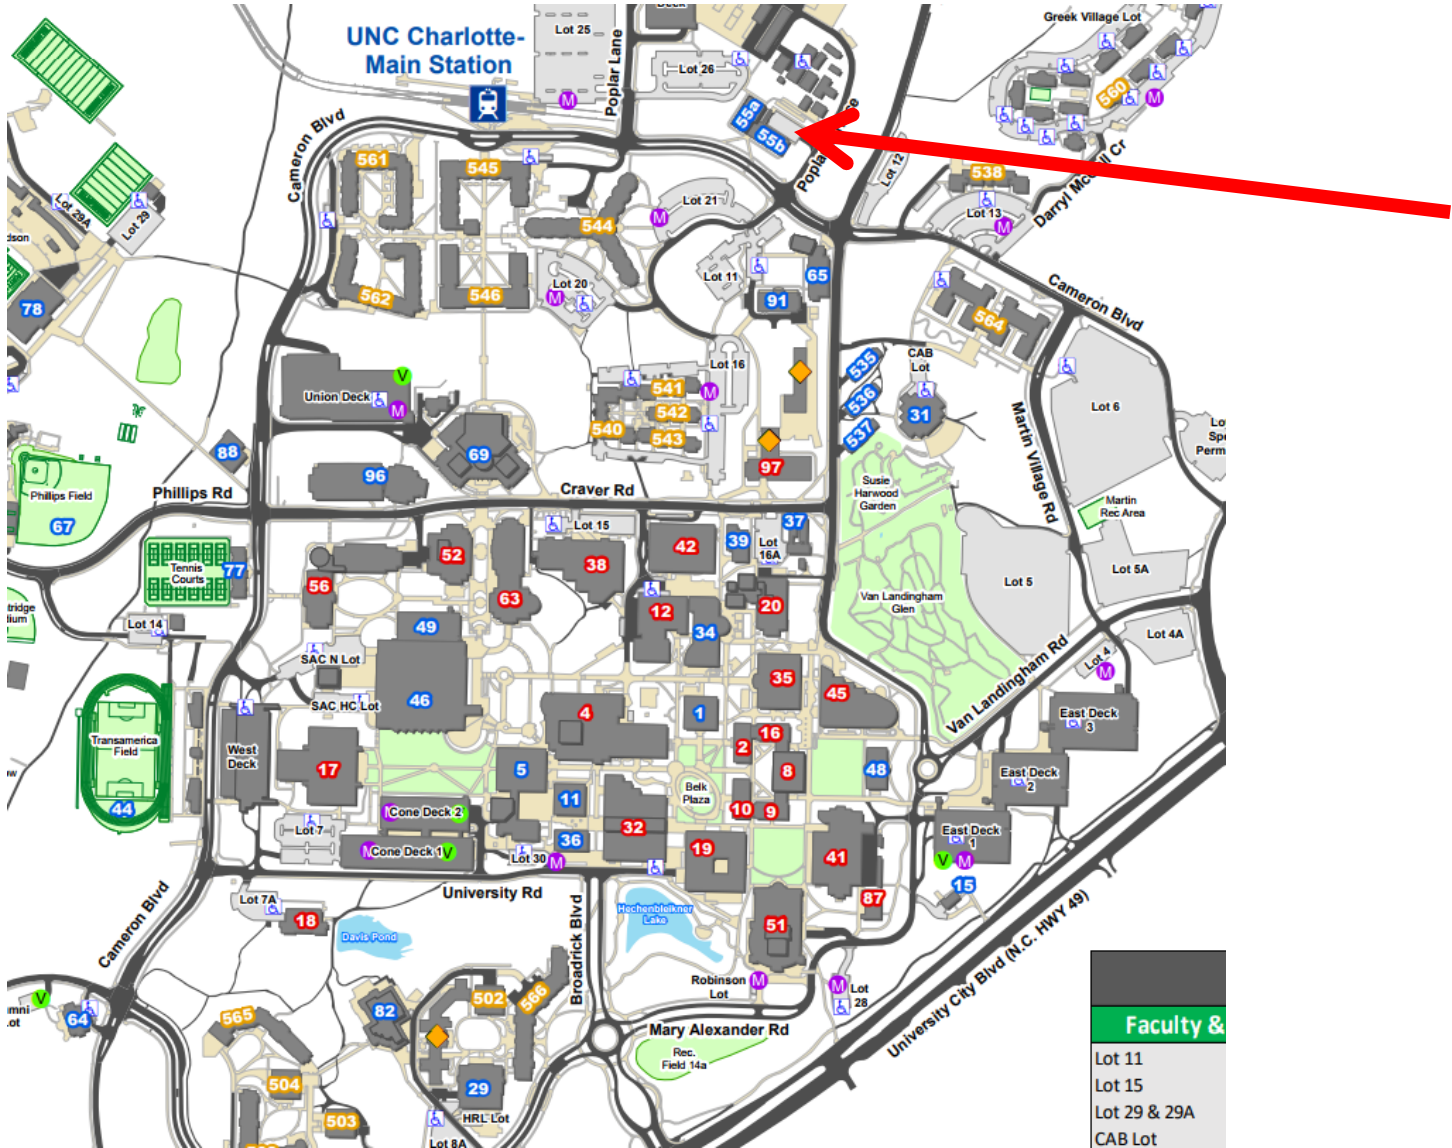 Deck
Lot 25
Greek Village Lot
UNC Charlotte-
Main Station
Poplar Lane
Lot 26
M
M
560
55a
55b
Cameron Blvd
Lot 12
561
545
538
Darryl Mc
Cr
Lot 29A
Lot 29
Lot 21
M
Lot 13
M
544
dson
65
Lot 11
Lot 20
M
78
562
546
91
Cameron Blvd
564
535
CAB
Lot
Lot 16
V
541
M
536
31
Union Deck
M
542
Lot 6
Martin Village Rd
540
543
537
88
69
97
96
Susie
Harwood
Garden
Phillips Rd
Craver Rd
Phillips Field
67
Martin
Rec Area
Lot 15
37
Lot
16A
39
42
52
38
Tennis
Courts
77
56
Lot 5
Lot 5A
63
Van Landingham
Glen
tridge
dium
12
20
Lot 14
49
34
Lot 4A
SAC N Lot
Lot 4
M
35
Van Landingham Rd
46
45
SAC HC Lot
4
1
East Deck
3
Transamerica
Field
West
Deck
16
2
17
5
8
48
East Deck
2
Belk
Plaza
44
11
10
9
M
Cone Deck 2
V
32
East Deck
1
Lot 7
36
19
41
M
Cone Deck 1
V
Lot 30
M
V
M
15
University Rd
Cameron Blvd
Lot 7A
18
Broadrick Blvd
Hechenbleikner
Lake
87
Davis Pond
51
University City Blvd (N.C. HWY 49)
Robinson
Lot
M
M
Lot
28
V
mni
Lot
64
82
502
566
565
Mary Alexander Rd
Rec.
Field 14a
504
29
503
HRL Lot
Lot 8A
Faculty &
Lot 11
Lot 15
Lot 29 & 29A
CAB Lot